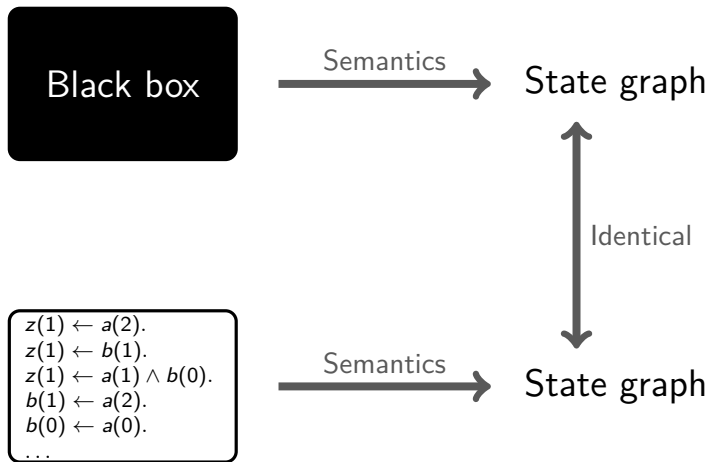 Black box
Semantics
State graph
Identical
z(1) ← a(2).
z(1) ← b(1).
z(1) ← a(1) ∧ b(0).
b(1) ← a(2).
b(0) ← a(0).
...
Semantics
State graph